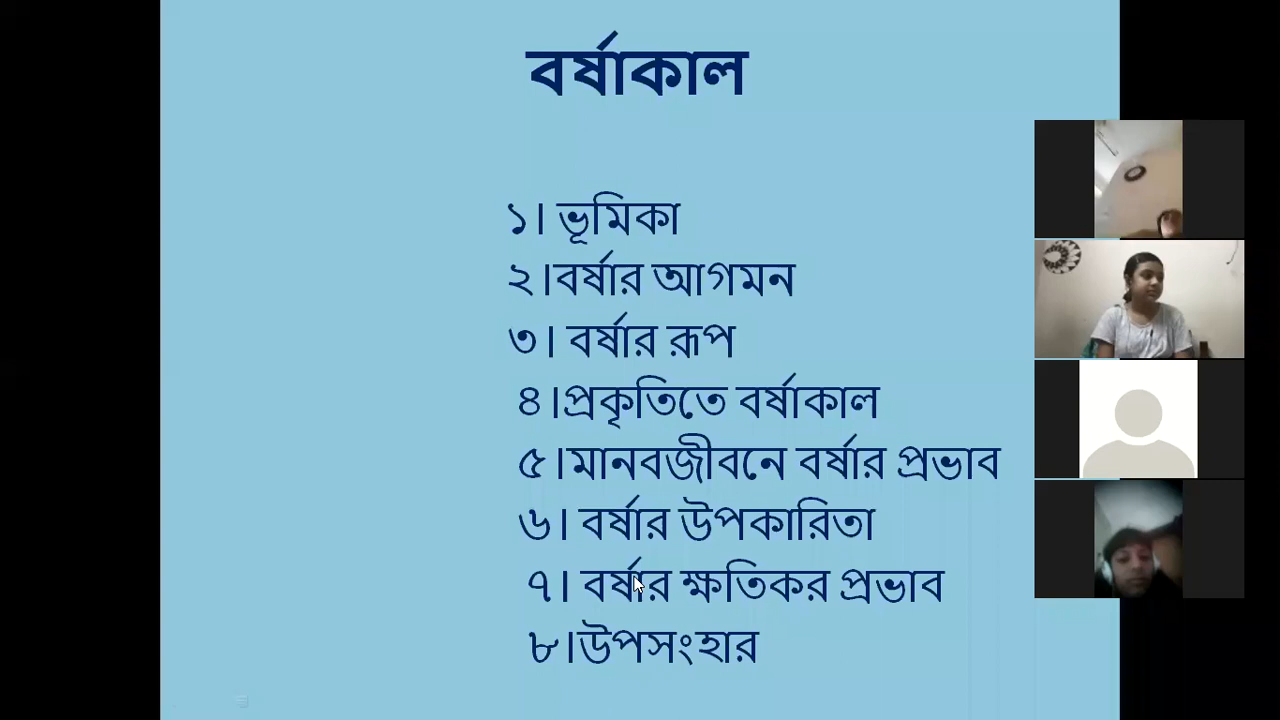 বর্ষাকাল
১। ভূমিকা
২।বর্ষার আগমন
৩। বর্ষার রূপ
৪।প্রকৃতিতে বর্ষাকাল
৫।মানবজীবনে বর্ষার প্রভাব
৬। বর্ষার উপকারিতা
৭। বর্ষার ক্ষতিকর প্রভাব
৮।উপসংহার